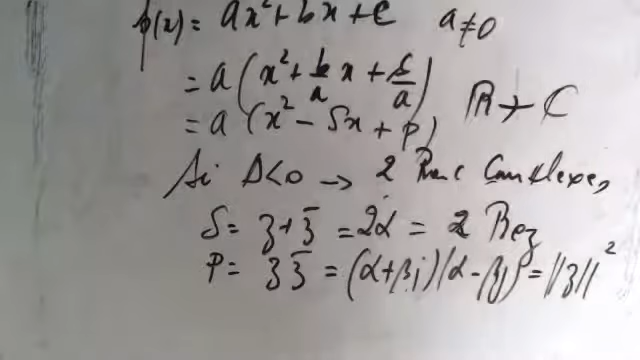 p(x) = ax²+bx+c a≠0
= a(x²+ b/a x + c/a)
= a (x² - Sx + P) R → C
Si Δ<0 → 2 Rac Complexes
S = z+z̄ = 2α = 2 Re z
P = z z̄ = (α+βi)(α-βi) = ||z||²